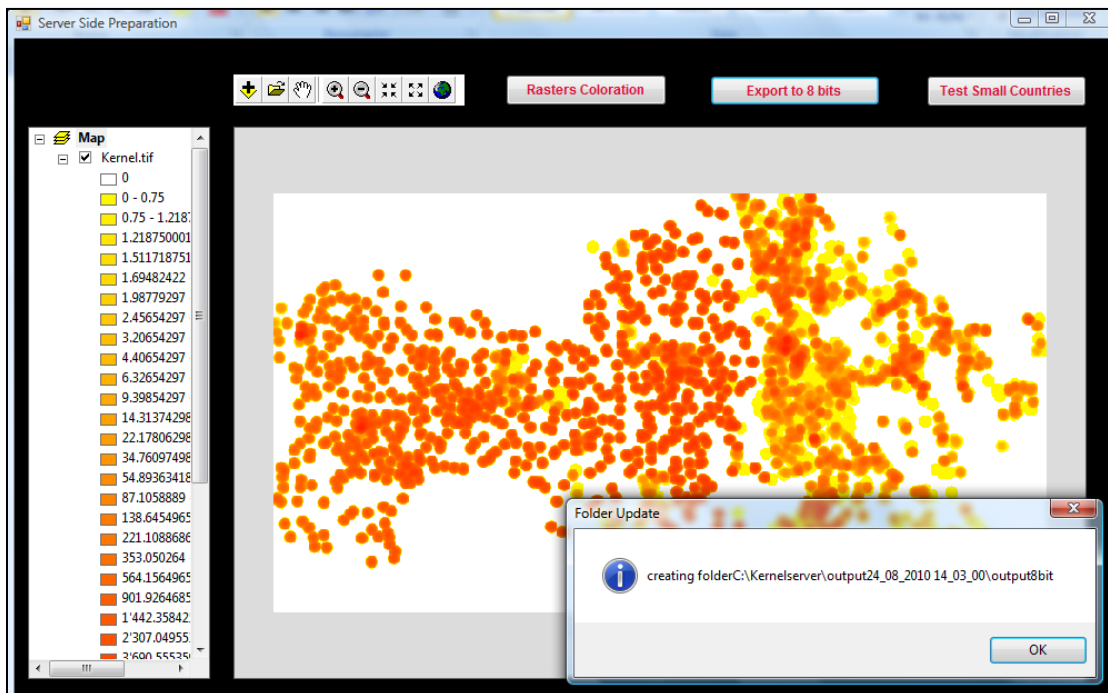 Server Side Preparation
Rasters Coloration
Export to 8 bits
Test Small Countries
Map
Kernel.tif
0
0 - 0.75
0.75 - 1.2187
1.218750001
1.511718751
1.69482422
1.98779297
2.45654297
3.20654297
4.40654297
6.32654297
9.39854297
14.31374298
22.17806298
34.76097498
54.89363418
87.1058889
138.6454965
221.1088686
353.050264
564.1564965
901.9264685
1'442.35842
2'307.04955
3'690.55535
Folder Update
creating folderC:\Kernelserver\output24_08_2010 14_03_00\output8bit
OK